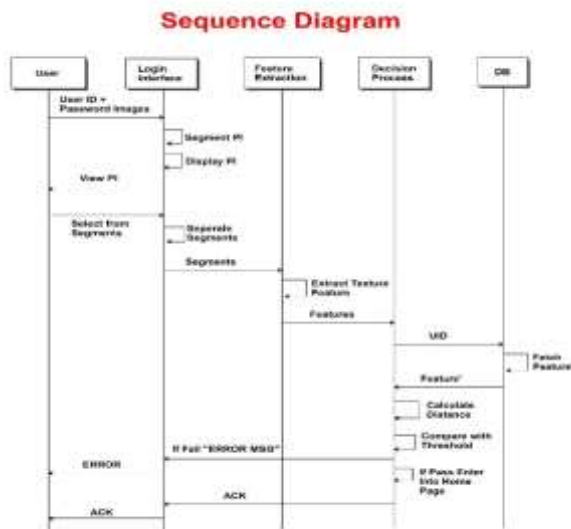 Sequence Diagram
User
Login
Interface
Feature
Extraction
Decision
Process
DB
User ID +
Password Images
Segment PI
Display PI
View PI
Select from
Segments
Seperate
Segments
Segments
Extract Texture
Feature
Features
UID
Fetch
Feature
Feature'
Calculate
Distance
Compare with
Threshold
If Fail "ERROR MSG"
ERROR
If Pass Enter
Into Home
Page
ACK
ACK